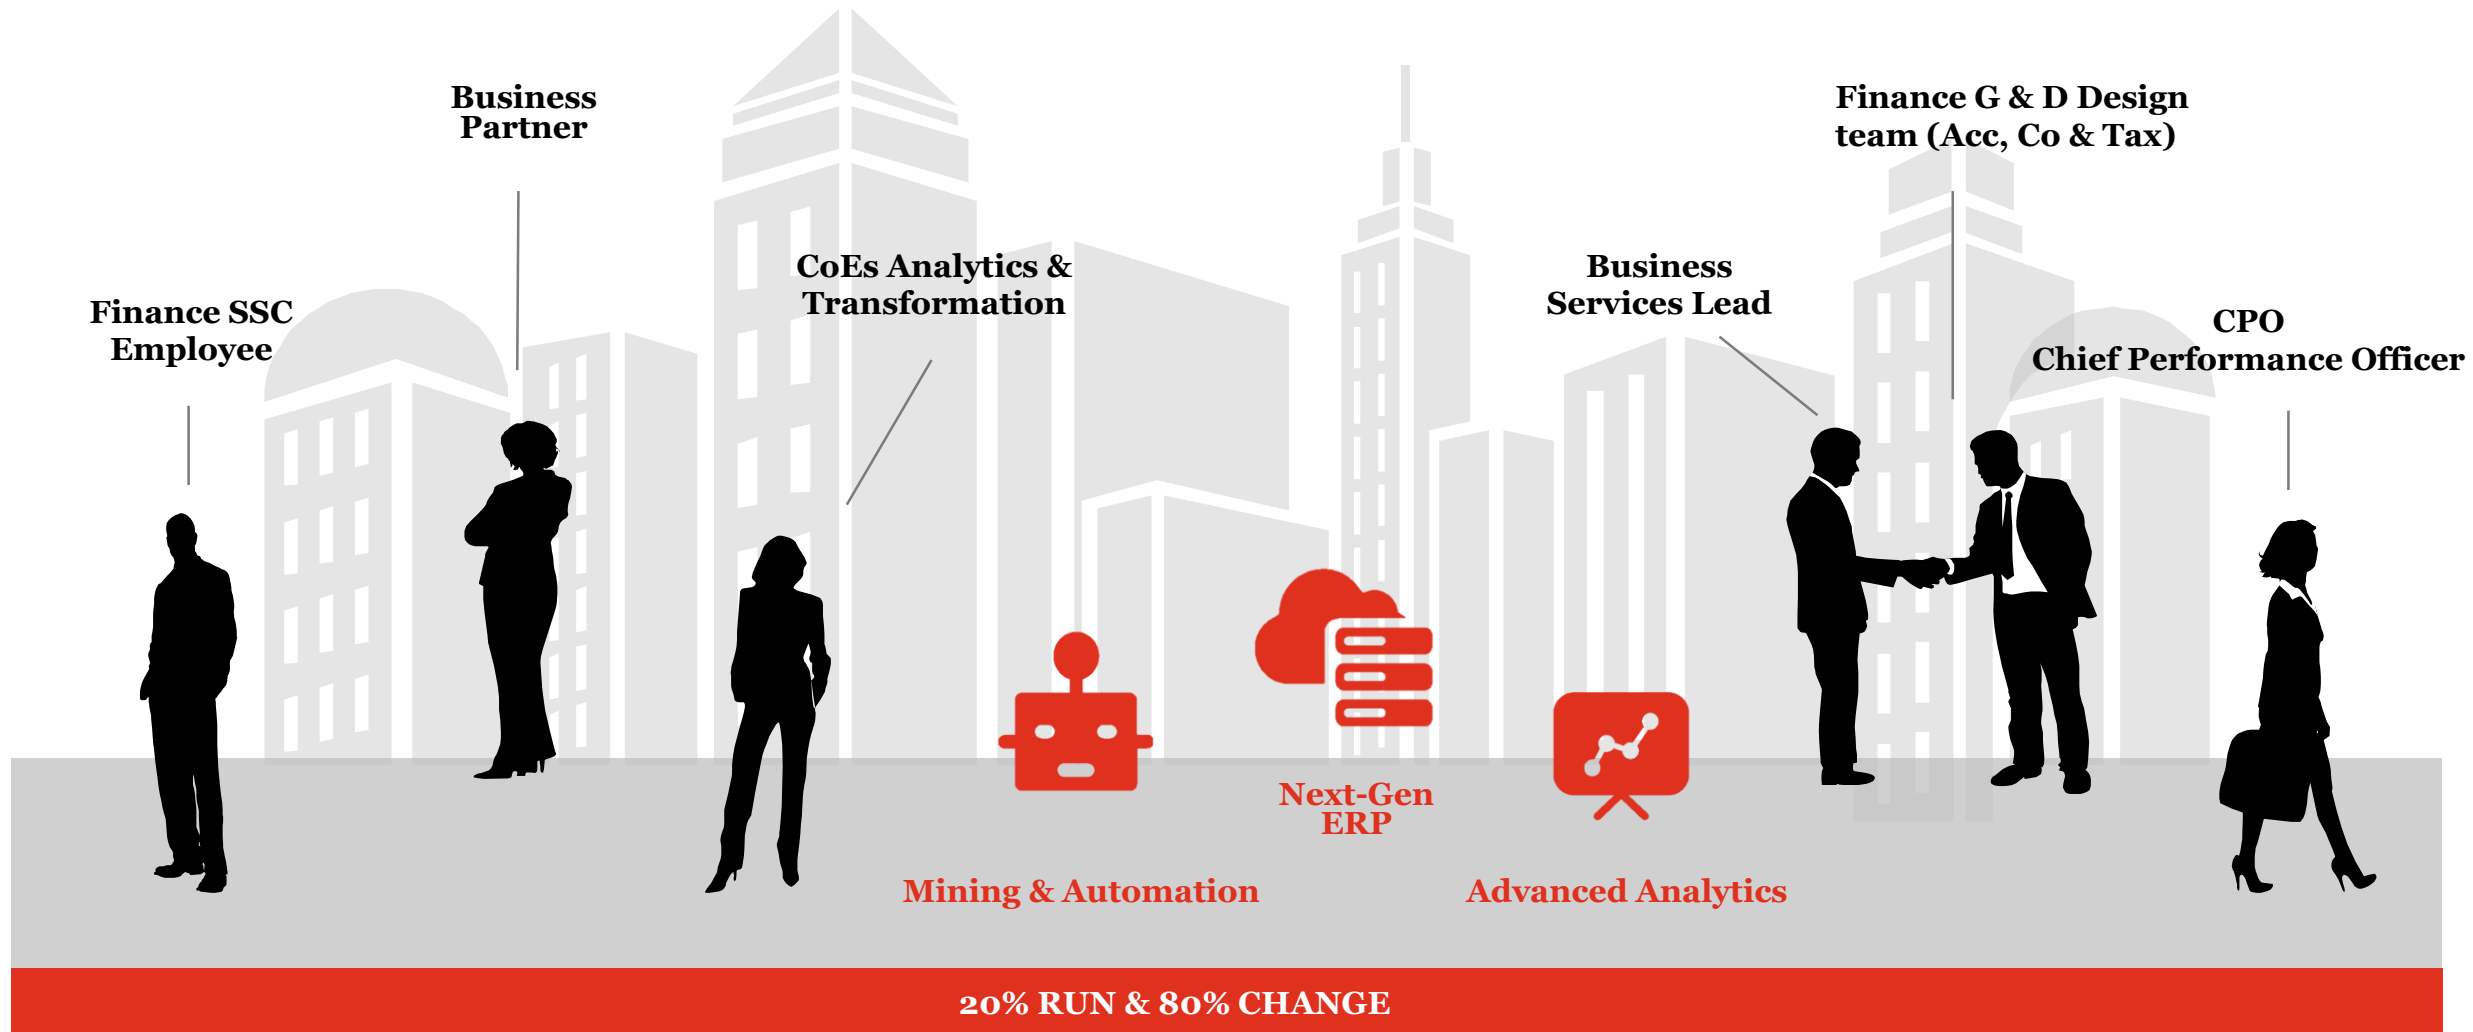 Business
Partner
Finance G & D Design
team (Acc, Co & Tax)
CoEs Analytics &
Transformation
Business
Services Lead
Finance SSC
Employee
CPO
Chief Performance Officer
Next-Gen
ERP
Mining & Automation
Advanced Analytics
20% RUN & 80% CHANGE